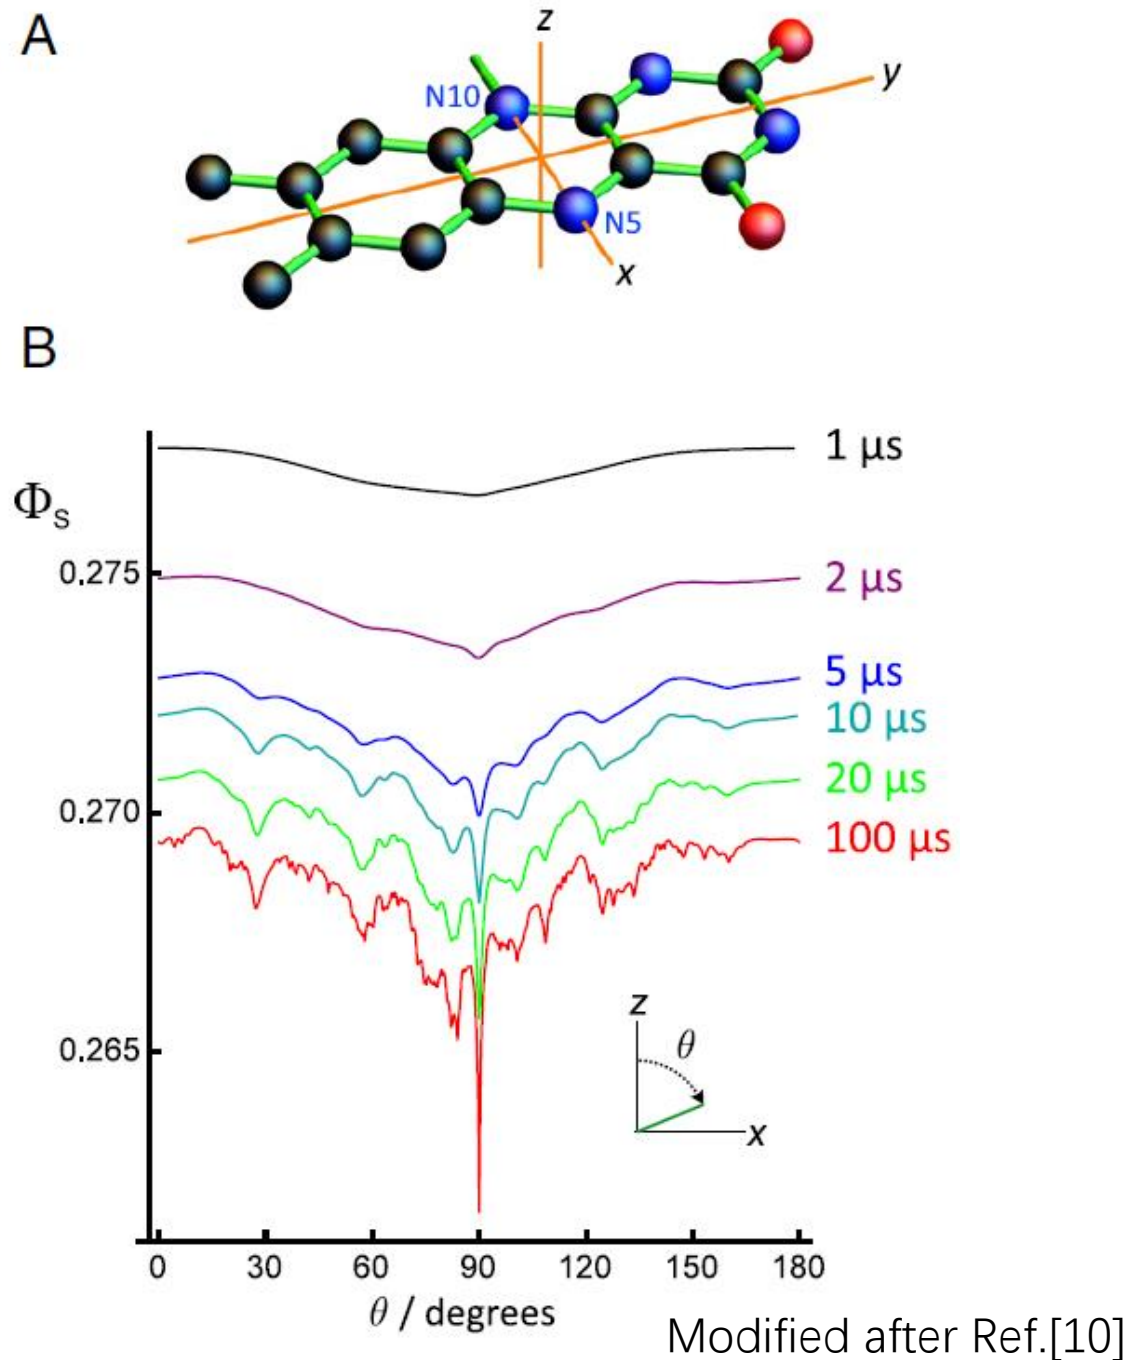 A
z
y
N10
N5
x
B
Φs
1 μs
0.275
2 μs
5 μs
10 μs
20 μs
0.270
100 μs
z
θ
0.265
x
0 30 60 90 120 150 180
θ / degrees
Modified after Ref.[10]